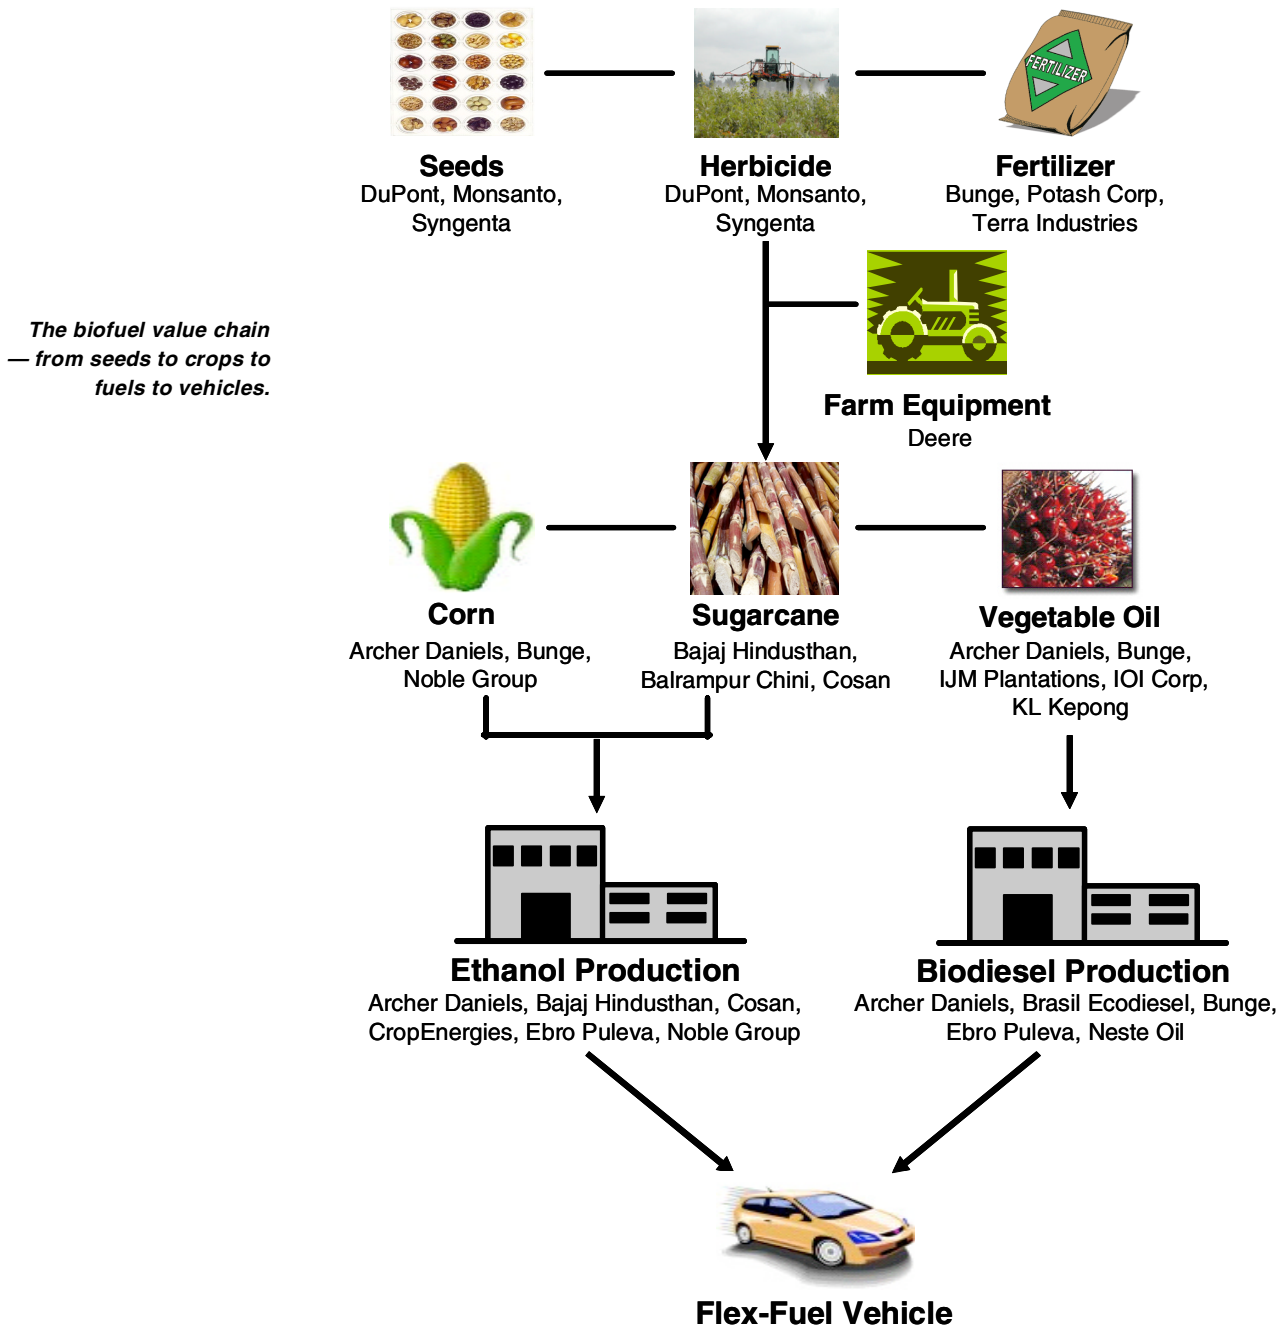 FERTILIZER
Seeds
DuPont, Monsanto,
Syngenta
Herbicide
DuPont, Monsanto,
Syngenta
Fertilizer
Bunge, Potash Corp,
Terra Industries
The biofuel value chain
— from seeds to crops to
fuels to vehicles.
Farm Equipment
Deere
Corn
Archer Daniels, Bunge,
Noble Group
Sugarcane
Bajaj Hindusthan,
Balrampur Chini, Cosan
Vegetable Oil
Archer Daniels, Bunge,
IJM Plantations, IOI Corp,
KL Kepong
Ethanol Production
Archer Daniels, Bajaj Hindusthan, Cosan,
CropEnergies, Ebro Puleva, Noble Group
Biodiesel Production
Archer Daniels, Brasil Ecodiesel, Bunge,
Ebro Puleva, Neste Oil
Flex-Fuel Vehicle